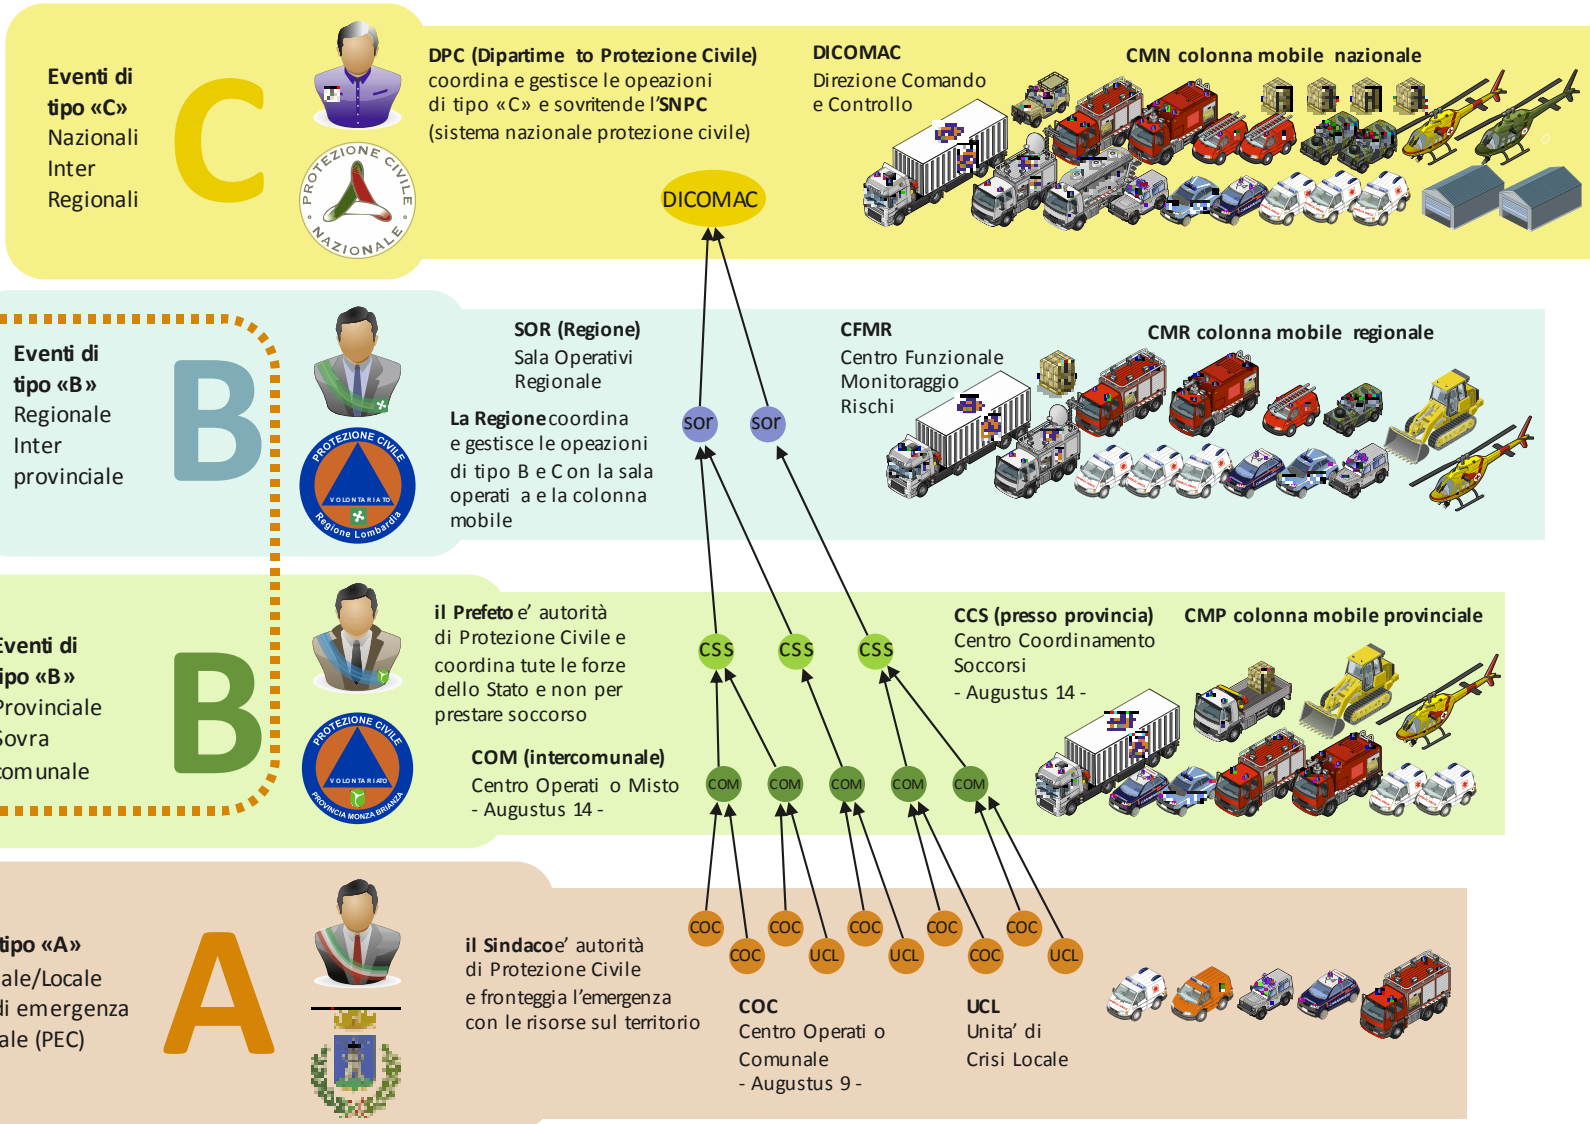 Eventi di
tipo «C»
Nazionali
Inter
Regionali
C
PROTEZIONE CIVILE
NAZIONALE
DPC (Dipartime to Protezione Civile)
coordina e gestisce le opeazioni
di tipo «C» e sovritende l'SNPC
(sistema nazionale protezione civile)
DICOMAC
Direzione Comando
e Controllo
CMN colonna mobile nazionale
DICOMAC
Eventi di
tipo «B»
Regionale
Inter
provinciale
B
PROTEZIONE CIVILE
VOLONTARIATO
Regione Lombardia
SOR (Regione)
Sala Operativi
Regionale
La Regione coordina
e gestisce le opeazioni
di tipo B e C on la sala
operati a e la colonna
mobile
CFMR
Centro Funzionale
Monitoraggio
Rischi
CMR colonna mobile regionale
sor sor
Eventi di
tipo «B»
Provinciale
Sovra
comunale
B
PROTEZIONE CIVILE
VOLONTARIATO
PROVINCIA MONZA BRIANZA
il Prefeto e' autorità
di Protezione Civile e
coordina tute le forze
dello Stato e non per
prestare soccorso
COM (intercomunale)
Centro Operati o Misto
- Augustus 14 -
CSS CSS CSS
COM COM COM COM COM
CCS (presso provincia)
Centro Coordinamento
Soccorsi
- Augustus 14 -
CMP colonna mobile provinciale
tipo «A»
ale/Locale
di emergenza
ale (PEC)
A
il Sindaco e' autorità
di Protezione Civile
e fronteggia l'emergenza
con le risorse sul territorio
COC COC COC COC COC
COC UCL UCL COC UCL
COC
Centro Operati o
Comunale
- Augustus 9 -
UCL
Unita' di
Crisi Locale